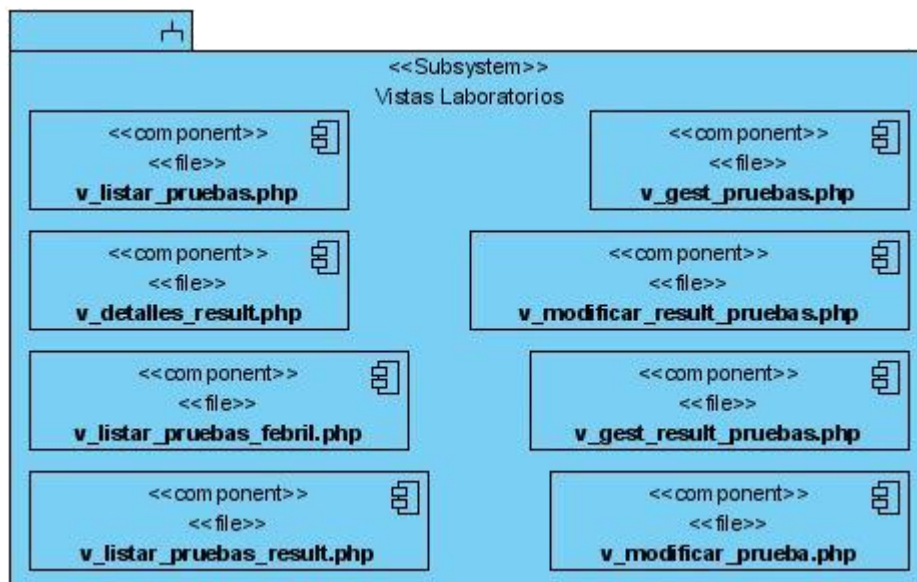 <<Subsystem>>
Vistas Laboratorios
<<component>>
<<file>>
v_listar_pruebas.php
<<component>>
<<file>>
v_gest_pruebas.php
<<component>>
<<file>>
v_detalles_result.php
<<component>>
<<file>>
v_modificar_result_pruebas.php
<<component>>
<<file>>
v_listar_pruebas_febril.php
<<component>>
<<file>>
v_gest_result_pruebas.php
<<component>>
<<file>>
v_listar_pruebas_result.php
<<component>>
<<file>>
v_modificar_prueba.php